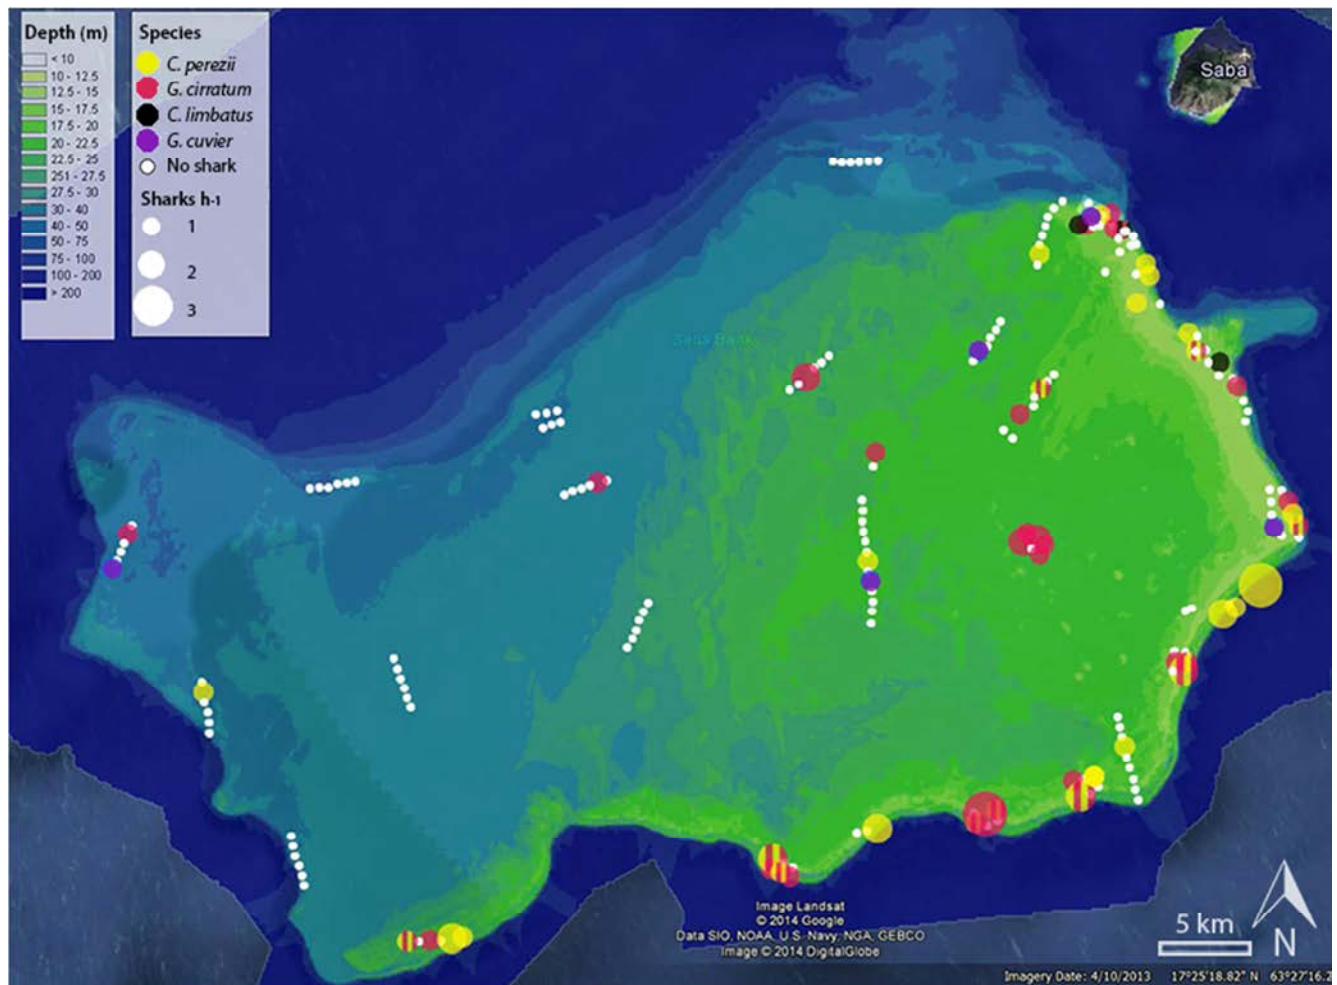 Depth (m)
< 10
10 - 12.5
12.5 - 15
15 - 17.5
17.5 - 20
20 - 22.5
22.5 - 25
251 - 27.5
27.5 - 30
30 - 40
40 - 50
50 - 75
75 - 100
100 - 200
> 200
Species
C. perezii
G. cirratum
C. limbatus
G. cuvier
No shark
Sharks h-1
1
2
3
Saba
Saba Bank
Image Landsat
© 2014 Google
Data SIO, NOAA, U.S. Navy, NGA, GEBCO
Image © 2014 DigitalGlobe
5 km
N
Imagery Date: 4/10/2013 17°25'18.82" N 63°27'16.2